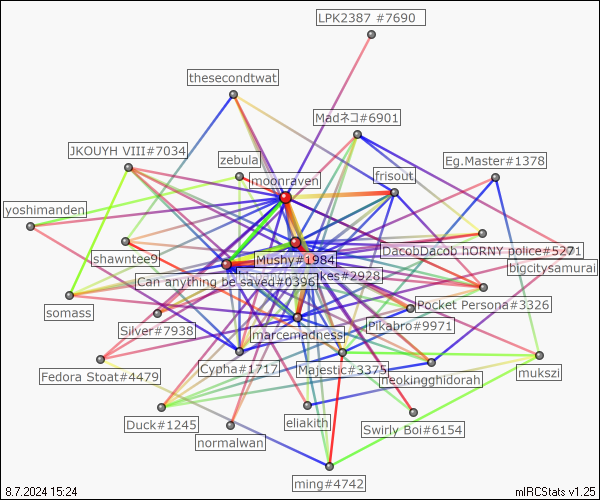 LPK2387 #7690
thesecondtwat
Madネコ#6901
JKOUYH VIII#7034
zebula
Eg.Master#1378
moonraven
frisout
yoshimanden
shawntee9
Mushy#1984
DacobDacob hORNY police#5271
bigcitysamurai
Can anything be saved#0396
kes#2928
somass
Pocket Persona#3326
Silver#7938
marcemadness
Pikabro#9971
Fedora Stoat#4479
Cypha#1717
Majestic#3375
neokingghidorah
mukszi
Duck#1245
eliakith
Swirly Boi#6154
normalwan
ming#4742
8.7.2024 15:24
mIRCStats v1.25